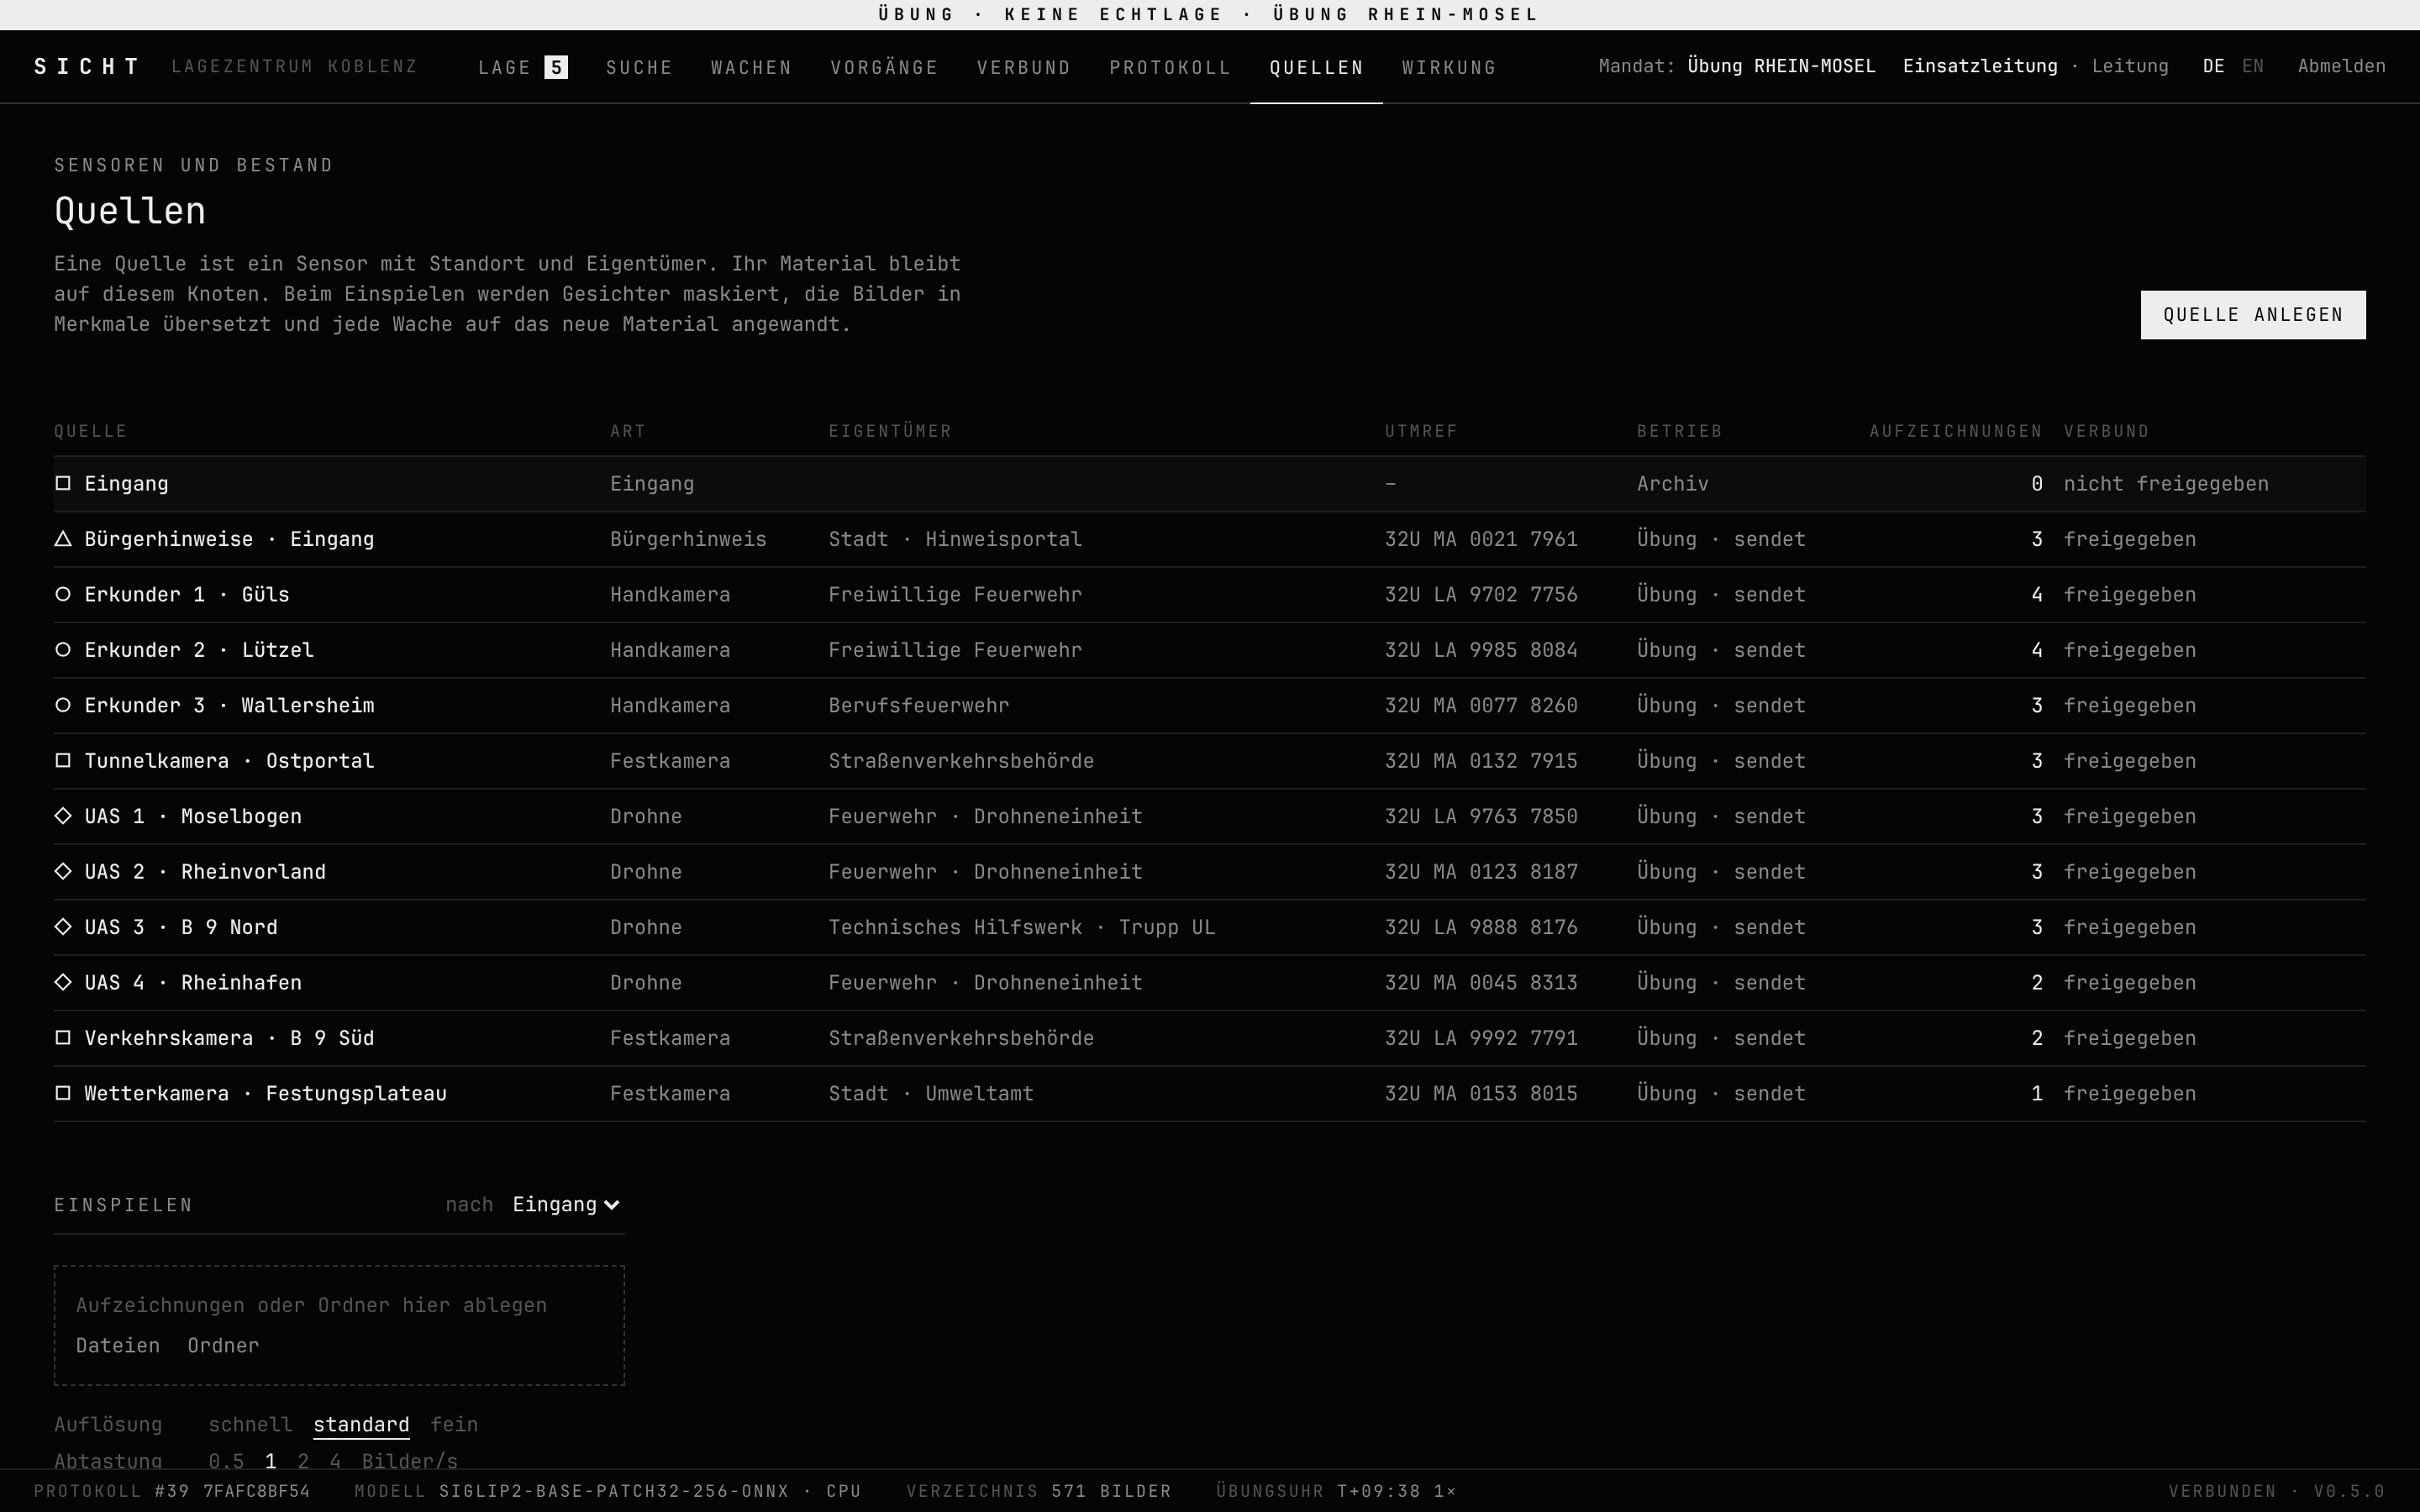 ÜBUNG · KEINE ECHTLAGE · ÜBUNG RHEIN-MOSEL
SICHT LAGEZENTRUM KOBLENZ LAGE 5 SUCHE WACHEN VORGÄNGE VERBUND PROTOKOLL QUELLEN WIRKUNG Mandat: Übung RHEIN-MOSEL Einsatzleitung · Leitung DE EN Abmelden
SENSOREN UND BESTAND
Quellen
Eine Quelle ist ein Sensor mit Standort und Eigentümer. Ihr Material bleibt
auf diesem Knoten. Beim Einspielen werden Gesichter maskiert, die Bilder in
Merkmale übersetzt und jede Wache auf das neue Material angewandt.
QUELLE ANLEGEN
QUELLE ART EIGENTÜMER UTMREF BETRIEB AUFZEICHNUNGEN VERBUND
Eingang Eingang – Archiv 0 nicht freigegeben
Bürgerhinweise · Eingang Bürgerhinweis Stadt · Hinweisportal 32U MA 0021 7961 Übung · sendet 3 freigegeben
Erkunder 1 · Güls Handkamera Freiwillige Feuerwehr 32U LA 9702 7756 Übung · sendet 4 freigegeben
Erkunder 2 · Lützel Handkamera Freiwillige Feuerwehr 32U LA 9985 8084 Übung · sendet 4 freigegeben
Erkunder 3 · Wallersheim Handkamera Berufsfeuerwehr 32U MA 0077 8260 Übung · sendet 3 freigegeben
Tunnelkamera · Ostportal Festkamera Straßenverkehrsbehörde 32U MA 0132 7915 Übung · sendet 3 freigegeben
UAS 1 · Moselbogen Drohne Feuerwehr · Drohneneinheit 32U LA 9763 7850 Übung · sendet 3 freigegeben
UAS 2 · Rheinvorland Drohne Feuerwehr · Drohneneinheit 32U MA 0123 8187 Übung · sendet 3 freigegeben
UAS 3 · B 9 Nord Drohne Technisches Hilfswerk · Trupp UL 32U LA 9888 8176 Übung · sendet 3 freigegeben
UAS 4 · Rheinhafen Drohne Feuerwehr · Drohneneinheit 32U MA 0045 8313 Übung · sendet 2 freigegeben
Verkehrskamera · B 9 Süd Festkamera Straßenverkehrsbehörde 32U LA 9992 7791 Übung · sendet 2 freigegeben
Wetterkamera · Festungsplateau Festkamera Stadt · Umweltamt 32U MA 0153 8015 Übung · sendet 1 freigegeben
EINSPIELEN nach Eingang
Aufzeichnungen oder Ordner hier ablegen
Dateien Ordner
Auflösung schnell standard fein
Abtastung 0.5 1 2 4 Bilder/s
PROTOKOLL #39 7FAFC8BF54 MODELL SIGLIP2-BASE-PATCH32-256-ONNX · CPU VERZEICHNIS 571 BILDER ÜBUNGSUHR T+09:38 1× VERBUNDEN · V0.5.0